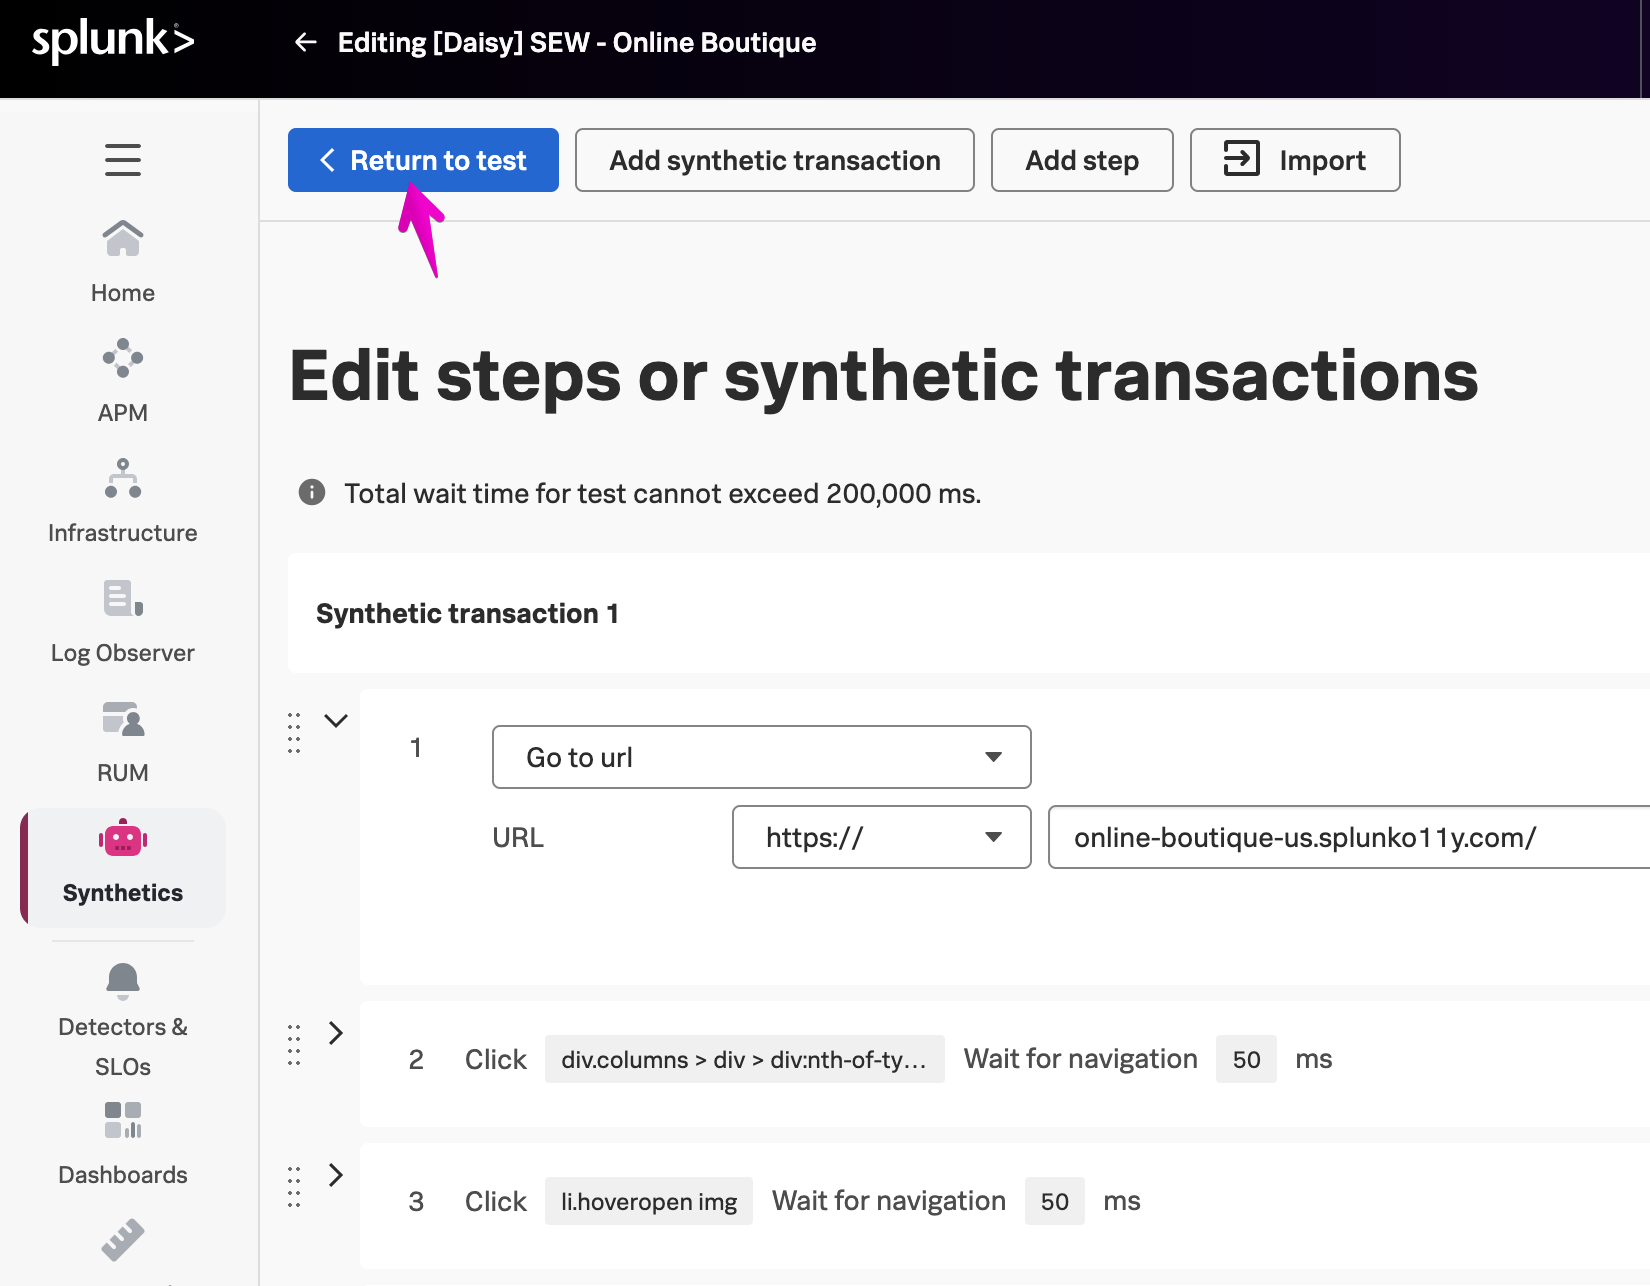 splunk>
Editing [Daisy] SEW - Online Boutique
Return to test
Add synthetic transaction
Add step
Import
Home
APM
Infrastructure
Log Observer
RUM
Synthetics
Detectors &
SLOs
Dashboards
Edit steps or synthetic transactions
Total wait time for test cannot exceed 200,000 ms.
Synthetic transaction 1
1
Go to url
URL
https://
online-boutique-us.splunko11y.com/
2 Click div.columns > div > div:nth-of-ty... Wait for navigation 50 ms
3 Click li.hoveropen img Wait for navigation 50 ms